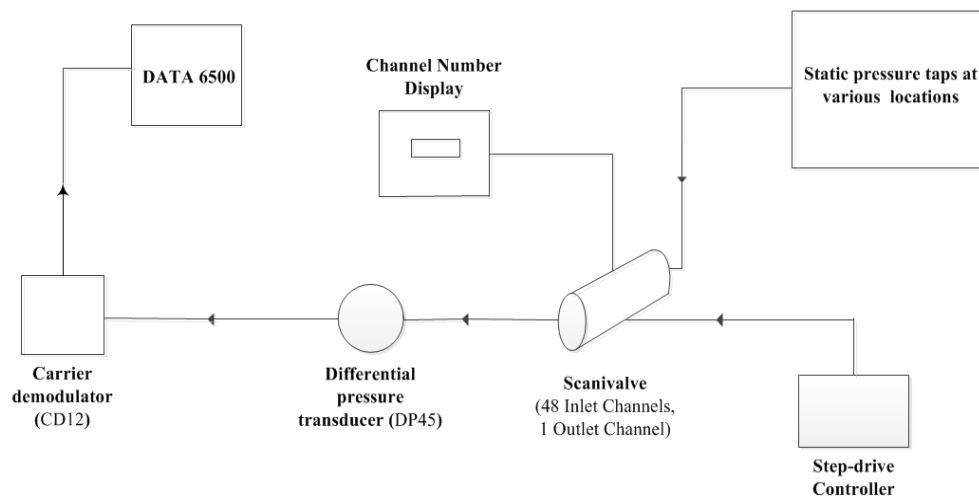 DATA 6500
Channel Number
Display
Static pressure taps at
various locations
Carrier
demodulator
(CD12)
Differential
pressure
transducer (DP45)
Scanivalve
(48 Inlet Channels,
1 Outlet Channel)
Step-drive
Controller